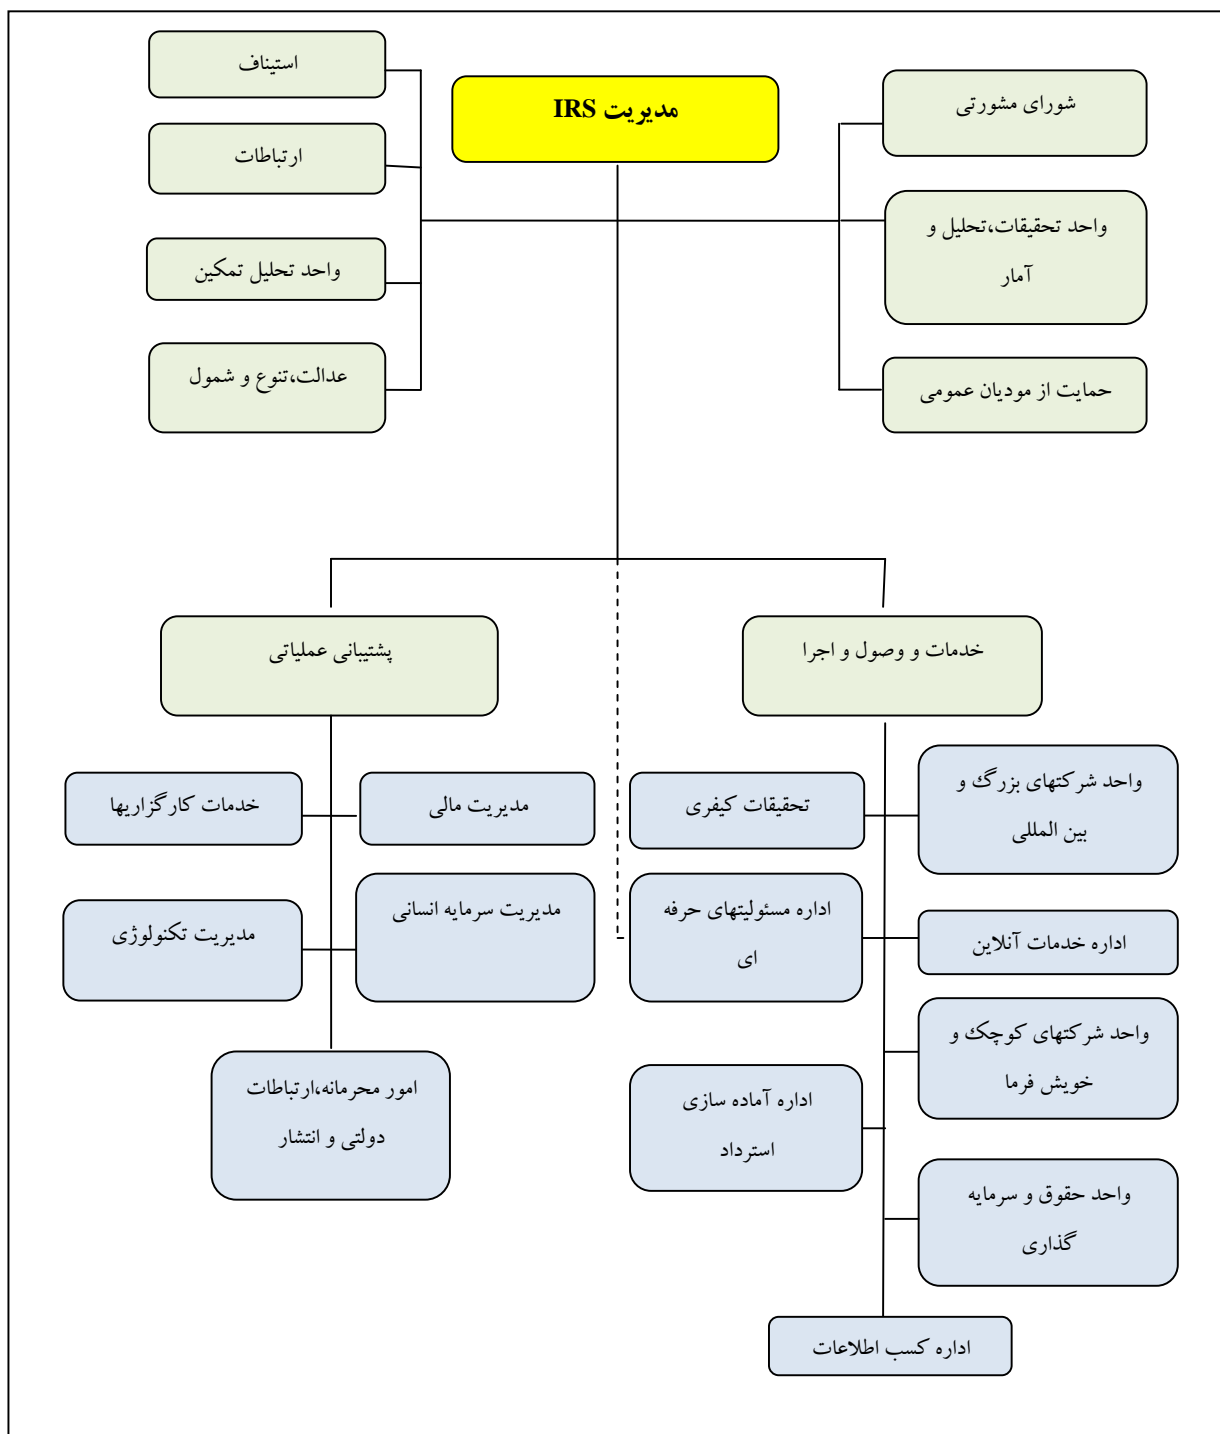 مدیریت IRS
شورای مشورتی
واحد تحقیقات،تحلیل و
آمار
حمایت از مودیان عمومی
استیناف
ارتباطات
واحد تحلیل تمکین
عدالت،تنوع و شمول
خدمات و وصول و اجرا
واحد شرکتهای بزرگ و
بین المللی
تحقیقات کیفری
اداره خدمات آنلاین
اداره مسئولیتهای حرفه
ای
واحد شرکتهای کوچک و
خویش فرما
اداره آماده سازی
استرداد
واحد حقوق و سرمایه
گذاری
اداره کسب اطلاعات
پشتیبانی عملیاتی
مدیریت مالی
خدمات کارگزاریها
مدیریت سرمایه انسانی
مدیریت تکنولوژی
امور محرمانه،ارتباطات
دولتی و انتشار